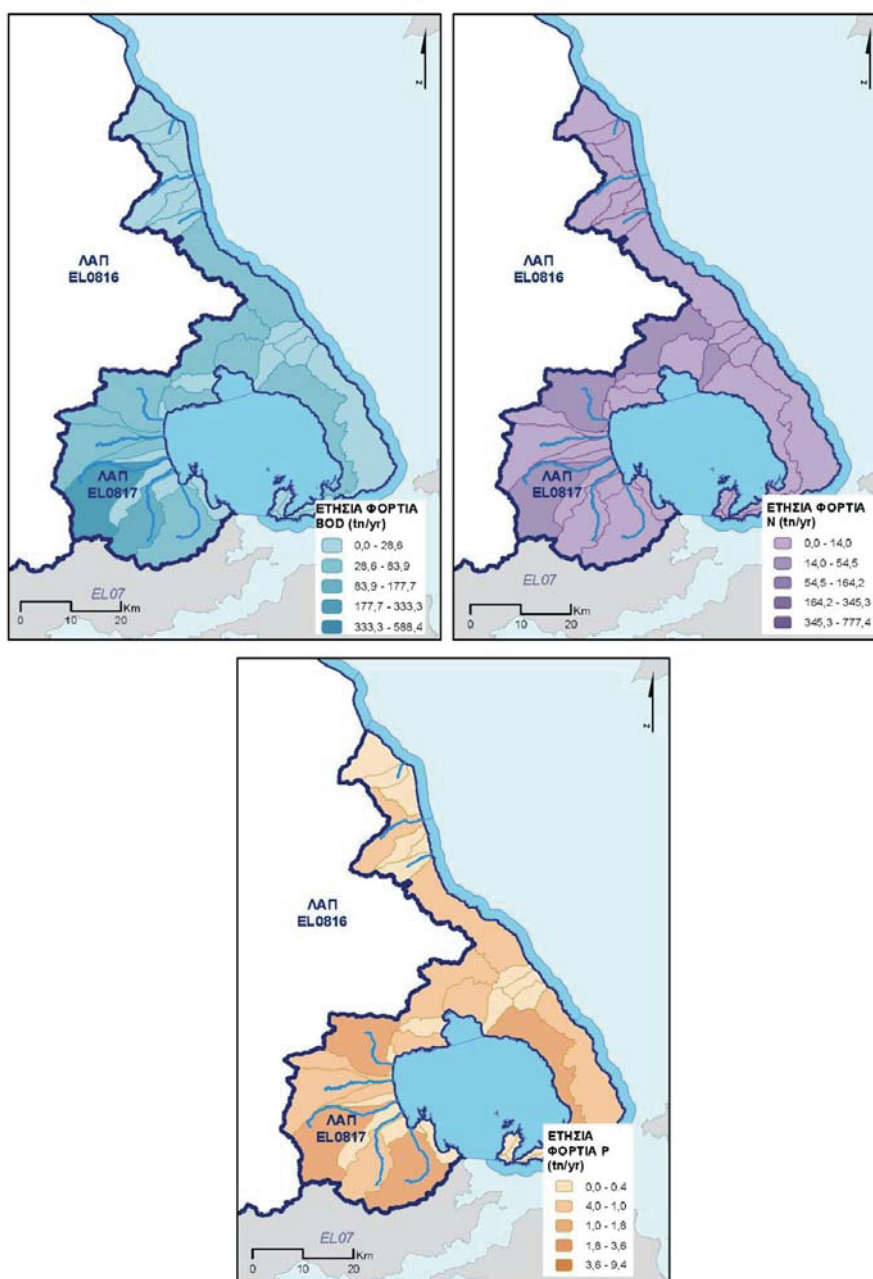 z
ΛΑΠ
EL0816
ΛΑΠ
EL0817
EL07
0 10 20 Km
ΕΤΗΣΙΑ ΦΟΡΤΙΑ
BOD (tn/yr)
0,0 - 28,6
28,6 - 83,9
83,9 - 177,7
177,7 - 333,3
333,3 - 588,4
z
ΛΑΠ
EL0816
ΛΑΠ
EL0817
EL07
0 10 20 Km
ΕΤΗΣΙΑ ΦΟΡΤΙΑ
N (tn/yr)
0,0 - 14,0
14,0 - 54,5
54,5 - 164,2
164,2 - 345,3
345,3 - 777,4
z
ΛΑΠ
EL0816
ΛΑΠ
EL0817
EL07
0 10 20 Km
ΕΤΗΣΙΑ
ΦΟΡΤΙΑ P
(tn/yr)
0,0 - 0,4
4,0 - 1,0
1,0 - 1,8
1,8 - 3,6
3,6 - 9,4